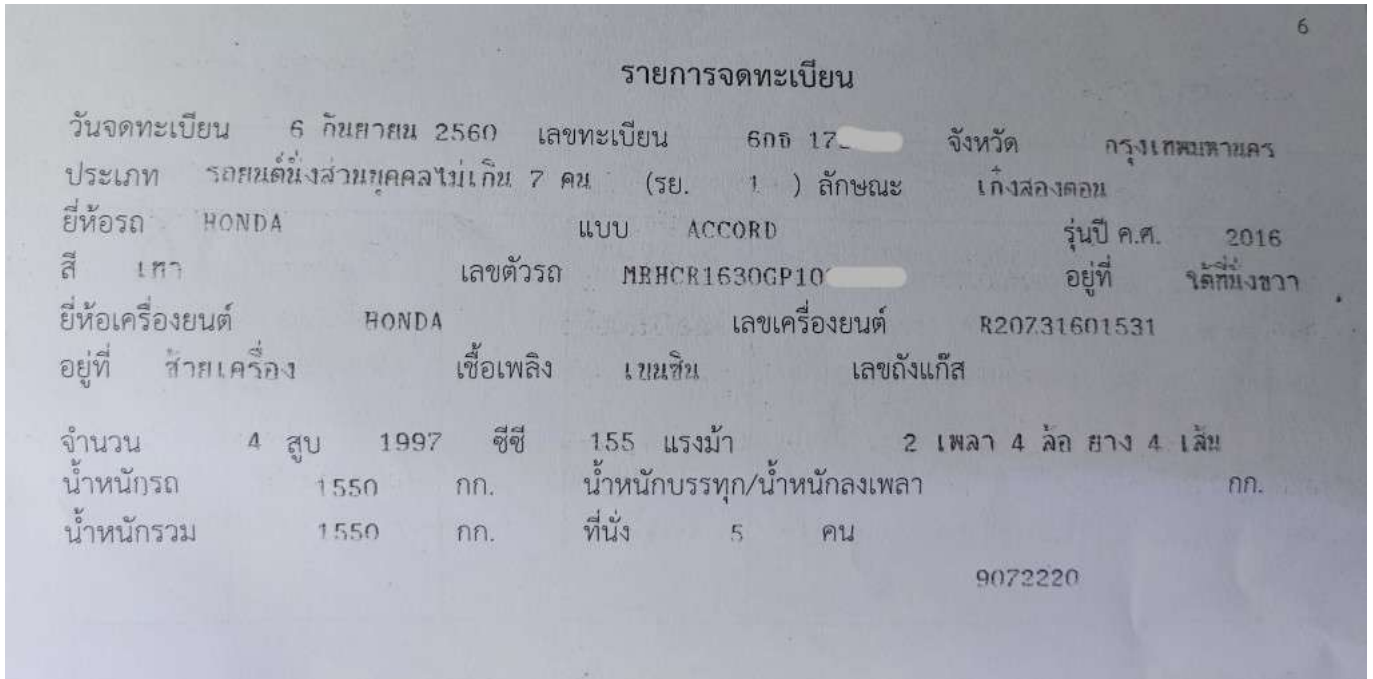 6
รายการจดทะเบียน
วันจดทะเบียน 6 กันยายน 2560 เลขทะเบียน 6กธ 17 จังหวัด กรุงเทพมหานคร
ประเภท รถยนต์นั่งส่วนบุคคลไม่เกิน 7 คน (รย. 1 ) ลักษณะ เก๋งสองตอน
ยี่ห้อรถ HONDA แบบ ACCORD รุ่นปี ค.ศ. 2016
สี เทา เลขตัวรถ MRHCR1630GP10 อยู่ที่ ใต้ที่นั่งขวา
ยี่ห้อเครื่องยนต์ HONDA เลขเครื่องยนต์ R20Z31601531
อยู่ที่ ซ้ายเครื่อง เชื้อเพลิง เบนซิน เลขถังแก๊ส
จำนวน 4 สูบ 1997 ซีซี 155 แรงม้า 2 เพลา 4 ล้อ ยาง 4 เส้น
น้ำหนักรถ 1550 กก. น้ำหนักบรรทุก/น้ำหนักลงเพลา กก.
น้ำหนักรวม 1550 กก. ที่นั่ง 5 คน
9072220